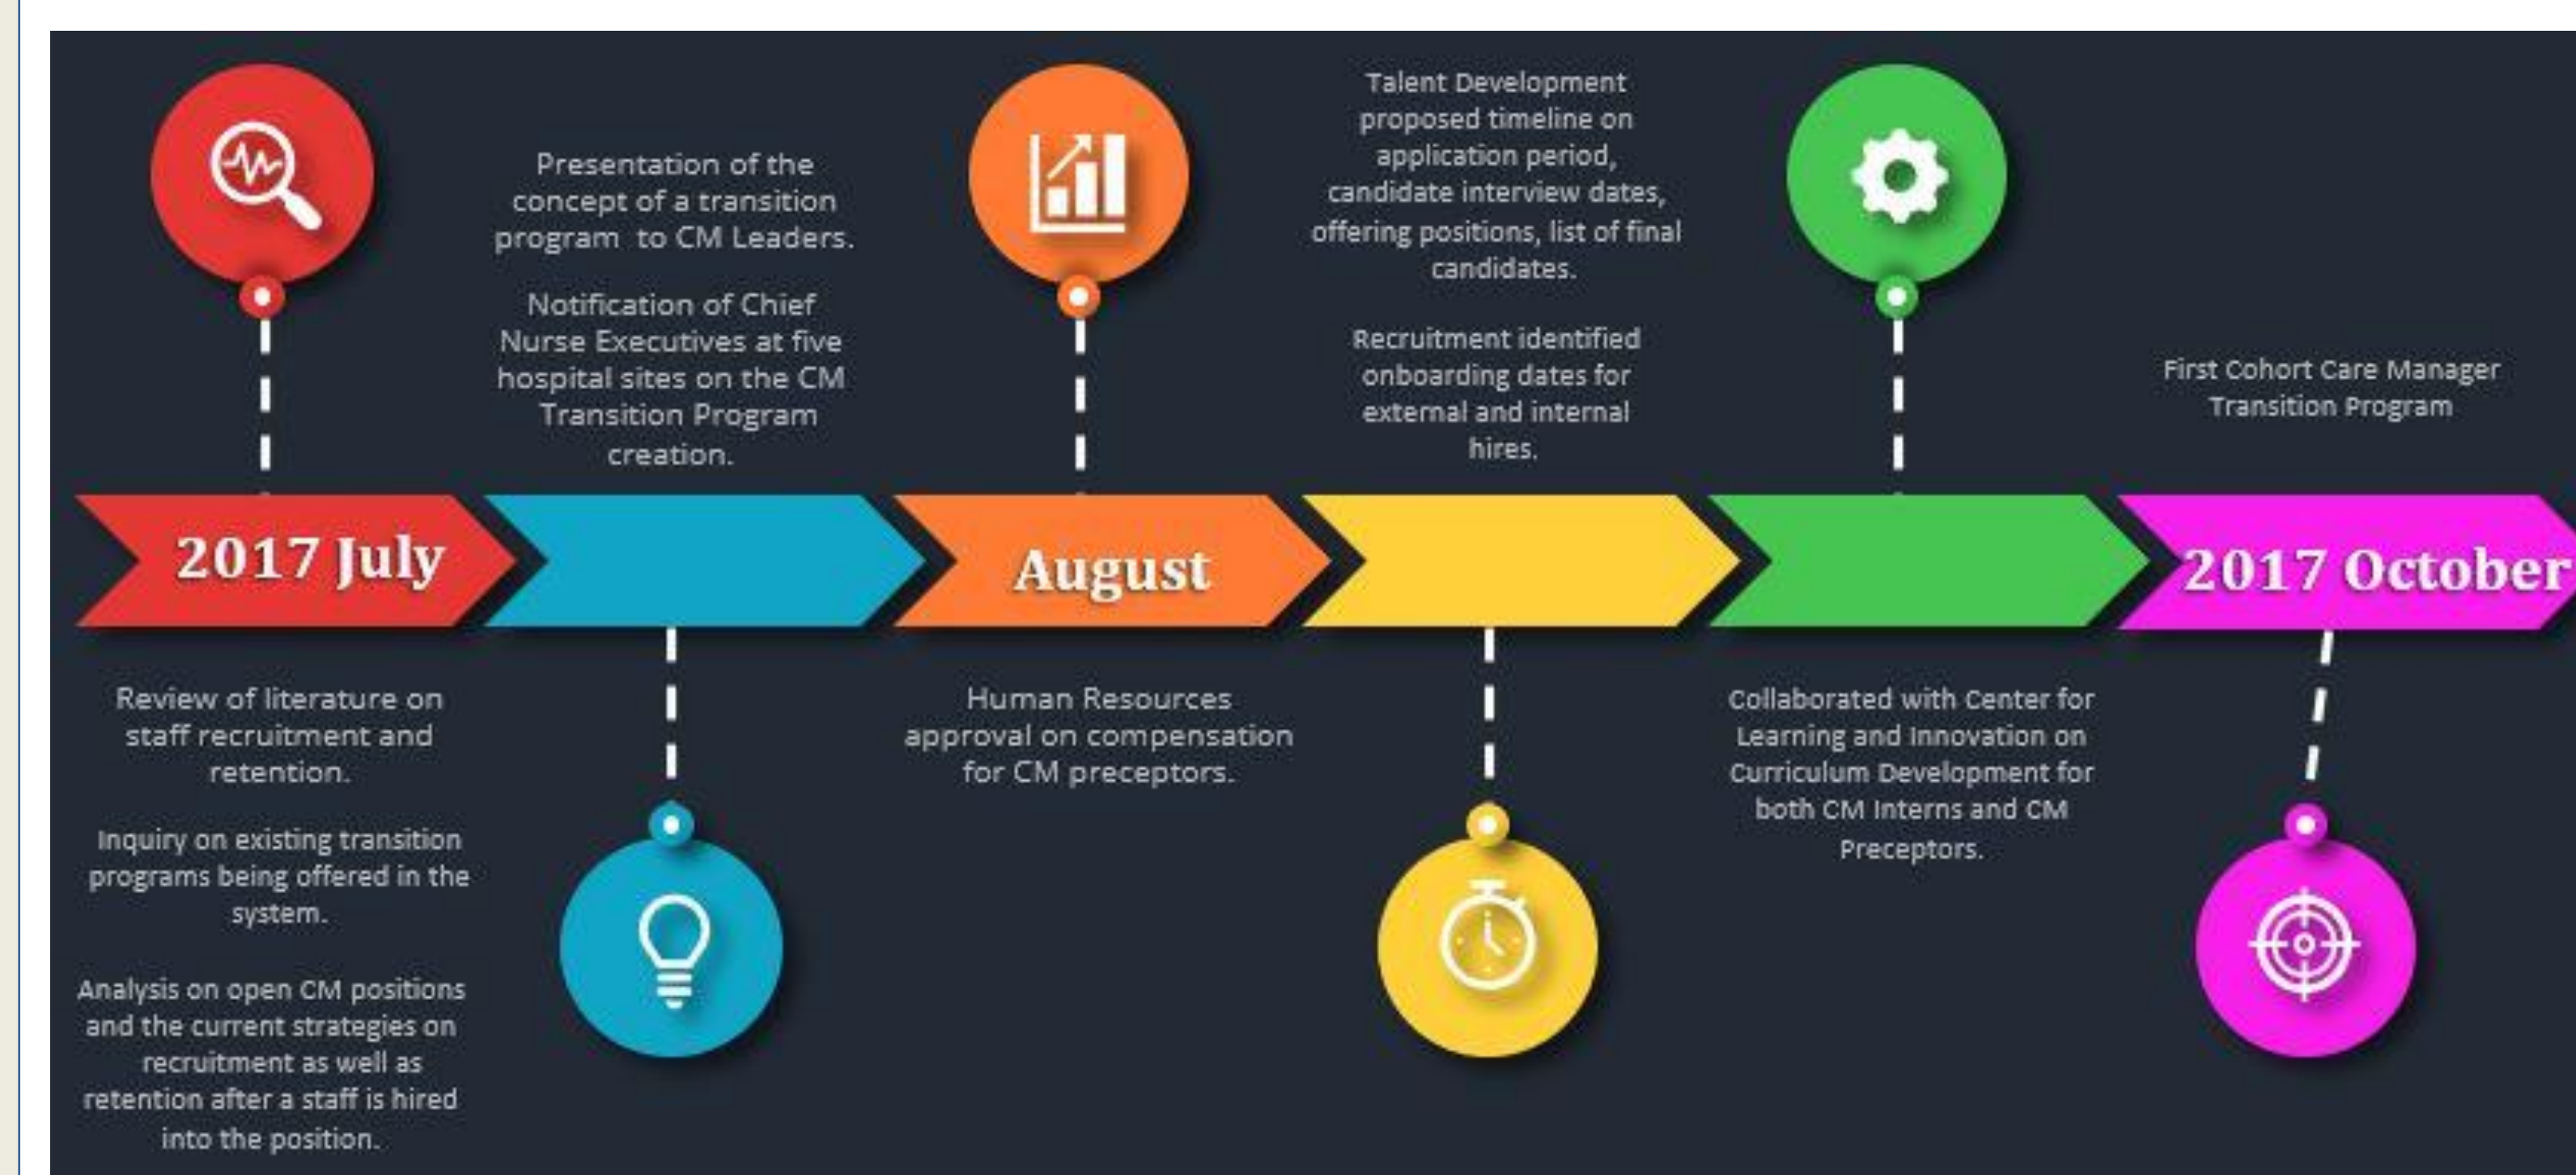 2017 July
Review of literature on
staff recruitment and
retention.
Inquiry on existing transition
programs being offered in the
system.
Analysis on open CM positions
and the current strategies on
recruitment as well as
retention after a staff is hired
into the position.
Presentation of the
concept of a transition
program to CM Leaders.
Notification of Chief
Nurse Executives at five
hospital sites on the CM
Transition Program
creation.
August
Human Resources
approval on compensation
for CM preceptors.
Talent Development
proposed timeline on
application period,
candidate interview dates,
offering positions, list of final
candidates.
Recruitment identified
onboarding dates for
external and internal
hires.
Collaborated with Center for
Learning and Innovation on
Curriculum Development for
both CM Interns and CM
Preceptors.
First Cohort Care Manager
Transition Program
2017 October